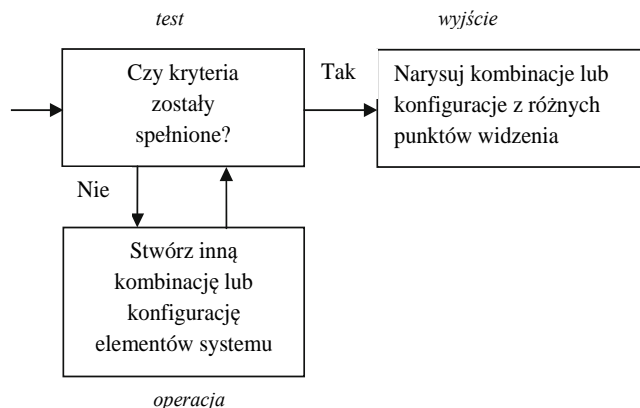 test
wyjście
Czy kryteria
zostały
spełnione?
Tak
Narysuj kombinacje lub
konfiguracje z różnych
punktów widzenia
Nie
Stwórz inną
kombinację lub
konfigurację
elementów systemu
operacja